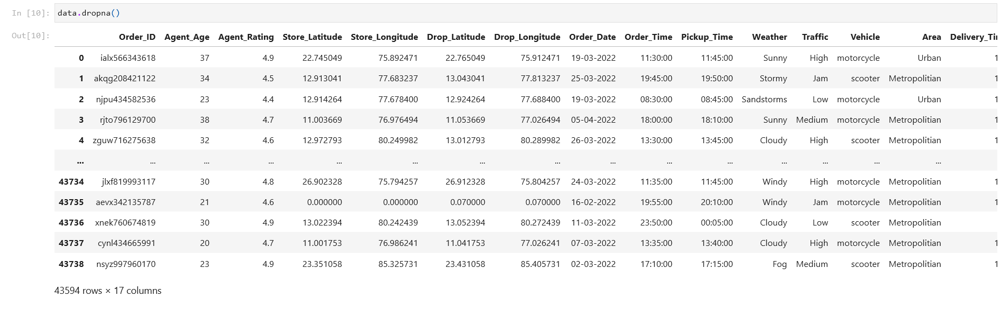 In [10]: data.dropna()
Out[10]:
Order_ID Agent_Age Agent_Rating Store_Latitude Store_Longitude Drop_Latitude Drop_Longitude Order_Date Order_Time Pickup_Time Weather Traffic Vehicle Area Delivery_Ti
0 ialx566343618 37 4.9 22.745049 75.892471 22.765049 75.912471 19-03-2022 11:30:00 11:45:00 Sunny High motorcycle Urban 1
1 akqg208421122 34 4.5 12.913041 77.683237 13.043041 77.813237 25-03-2022 19:45:00 19:50:00 Stormy Jam scooter Metropolitian 1
2 njpu434582536 23 4.4 12.914264 77.678400 12.924264 77.688400 19-03-2022 08:30:00 08:45:00 Sandstorms Low motorcycle Urban 1
3 rjto796129700 38 4.7 11.003669 76.976494 11.053669 77.026494 05-04-2022 18:00:00 18:10:00 Sunny Medium motorcycle Metropolitian 1
4 zguw716275638 32 4.6 12.972793 80.249982 13.012793 80.289982 26-03-2022 13:30:00 13:45:00 Cloudy High scooter Metropolitian 1
... ... ... ... ... ... ... ... ... ... ... ... ... ... ...
43734 jlxf819993117 30 4.8 26.902328 75.794257 26.912328 75.804257 24-03-2022 11:35:00 11:45:00 Windy High motorcycle Metropolitian 1
43735 aevx342135787 21 4.6 0.000000 0.000000 0.070000 0.070000 16-02-2022 19:55:00 20:10:00 Windy Jam motorcycle Metropolitian 1
43736 xnek760674819 30 4.9 13.022394 80.242439 13.052394 80.272439 11-03-2022 23:50:00 00:05:00 Cloudy Low scooter Metropolitian
43737 cynl434665991 20 4.7 11.001753 76.986241 11.041753 77.026241 07-03-2022 13:35:00 13:40:00 Cloudy High motorcycle Metropolitian 1
43738 nsyz997960170 23 4.9 23.351058 85.325731 23.431058 85.405731 02-03-2022 17:10:00 17:15:00 Fog Medium scooter Metropolitian 1
43594 rows × 17 columns